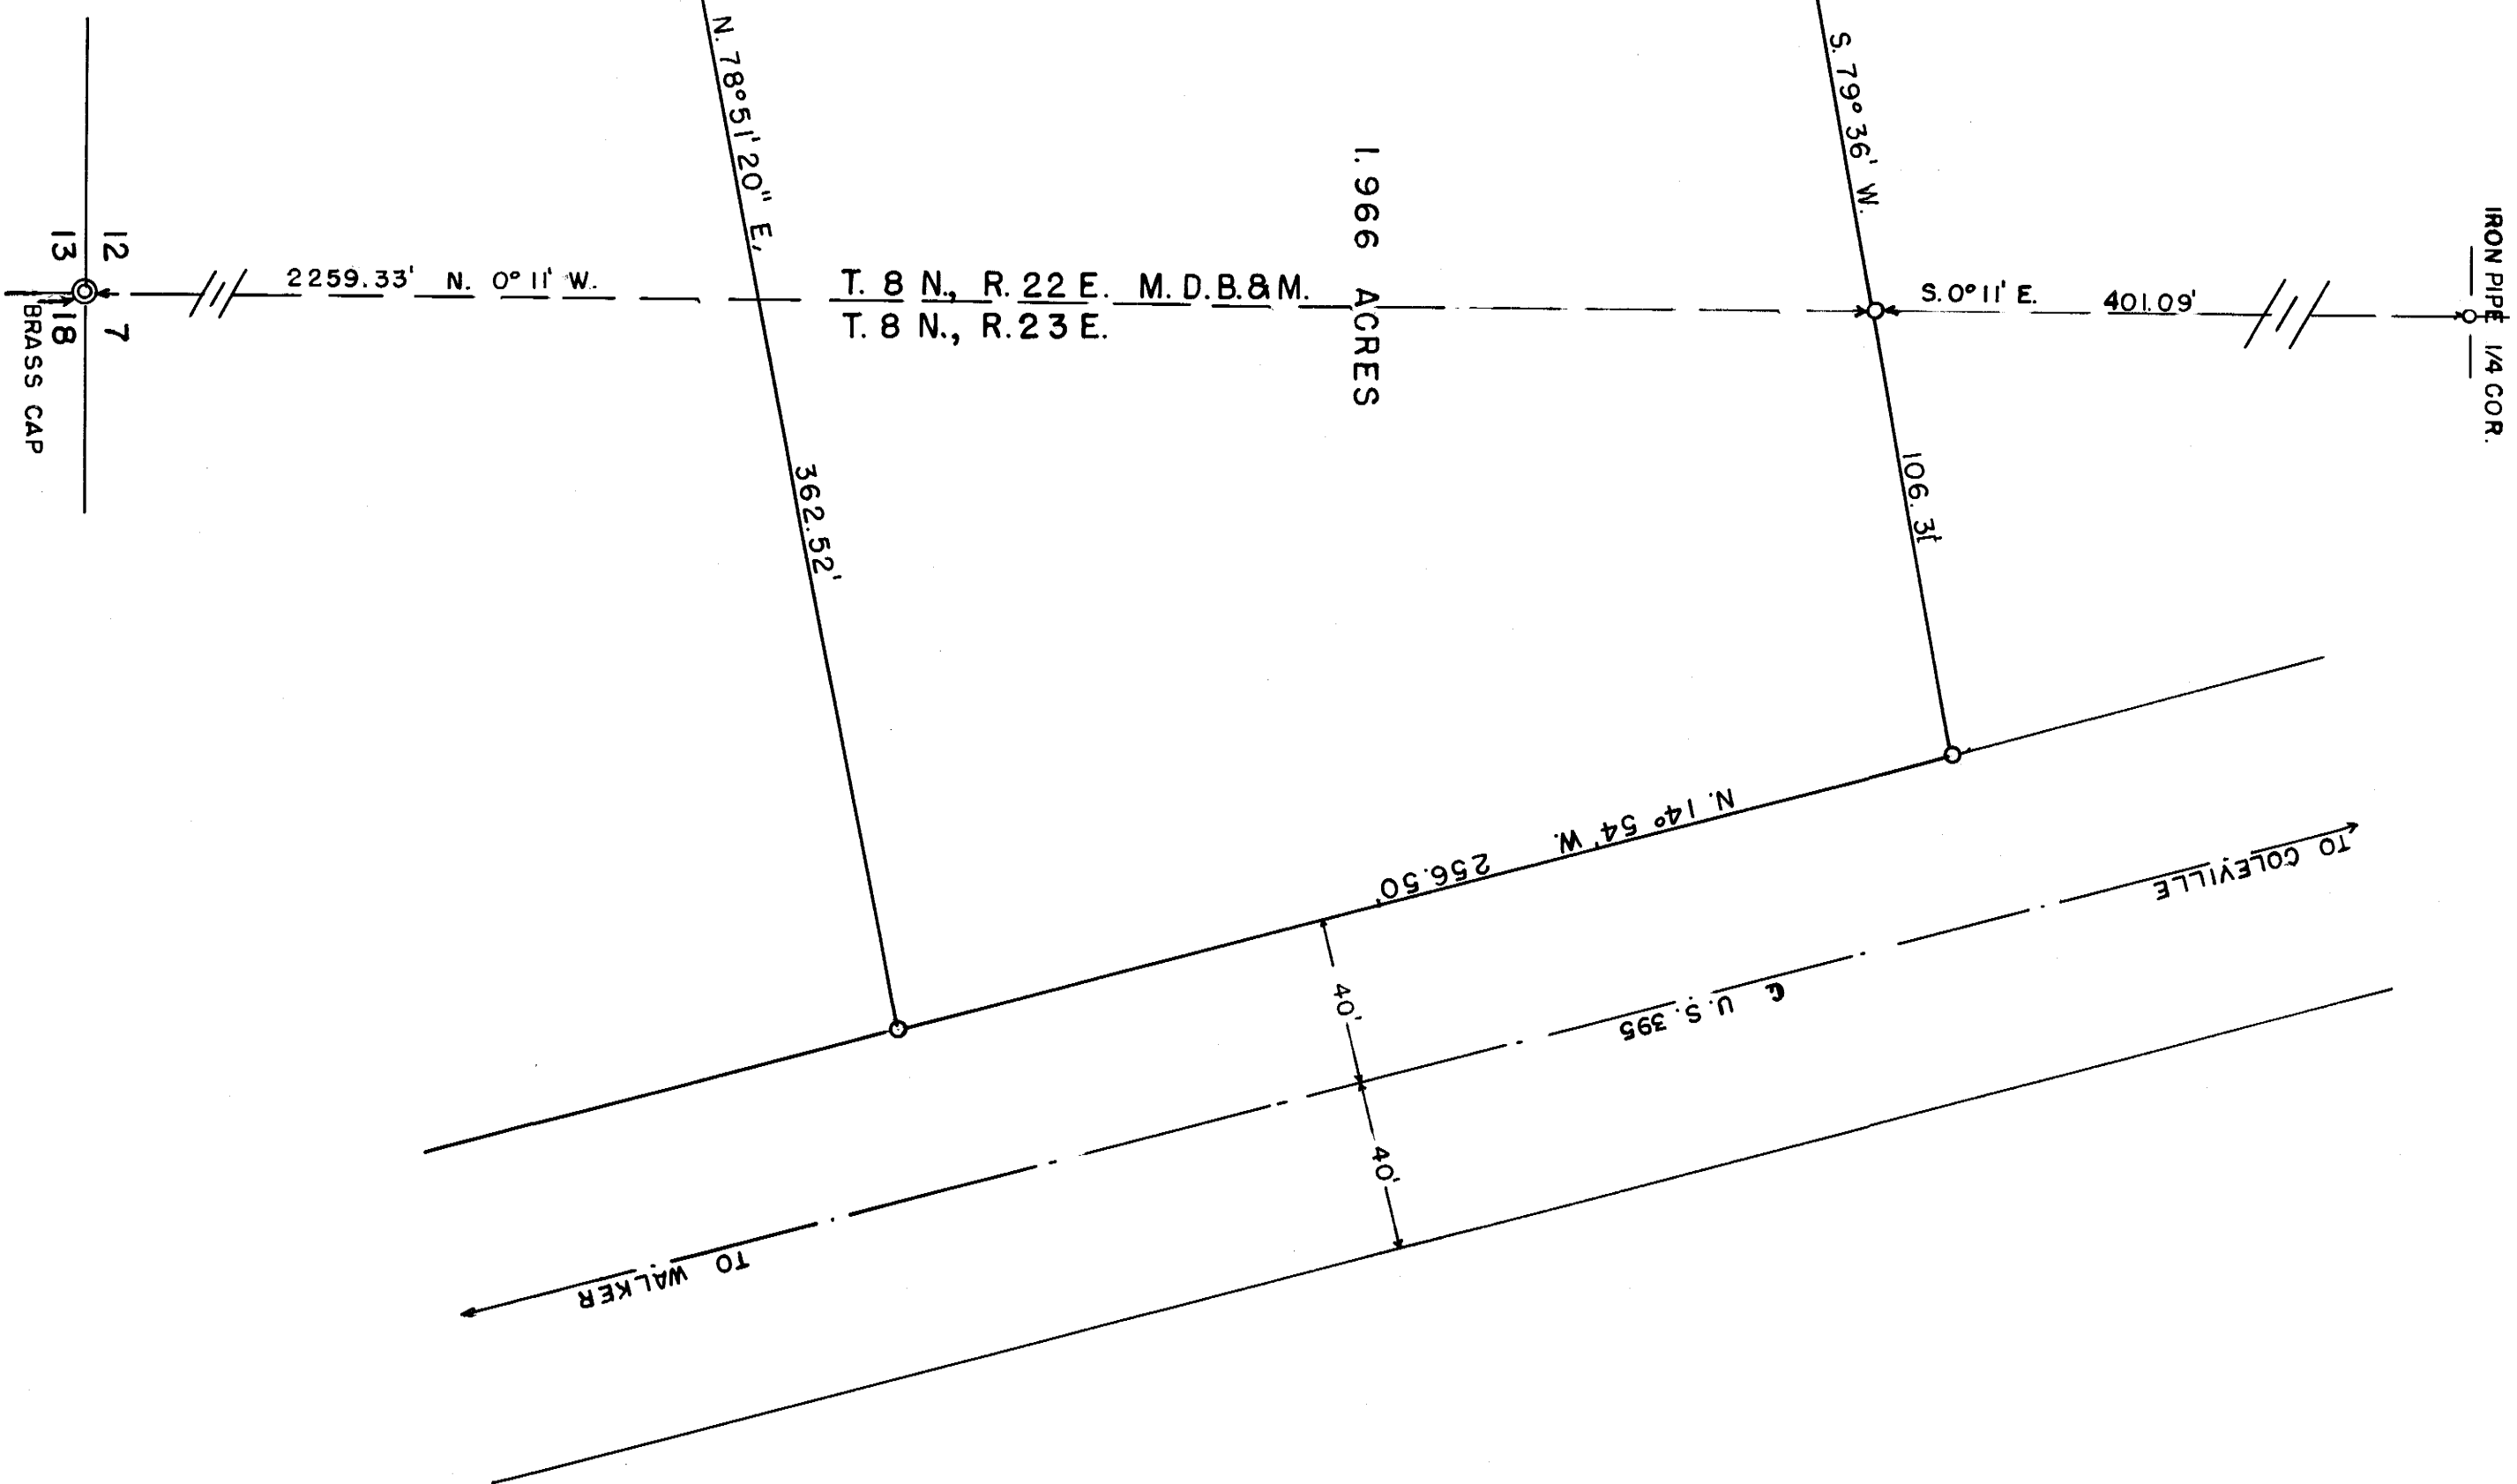 N. 78° 51' 20" E,
362.52'
S. 79° 36' W.
106.31
1.966 ACRES
IRON PIPE 1/4 COR.
12
13
7
18
BRASS CAP
2259.33' N. 0° 11' W.
T. 8 N., R. 22 E. M. D. B. & M.
T. 8 N., R. 23 E.
S. 0° 11' E. 401.09'
N. 14° 54' W. 256.50'
40'
40'
TO COLEVILLE
℄ U. S. 395
TO WALKER